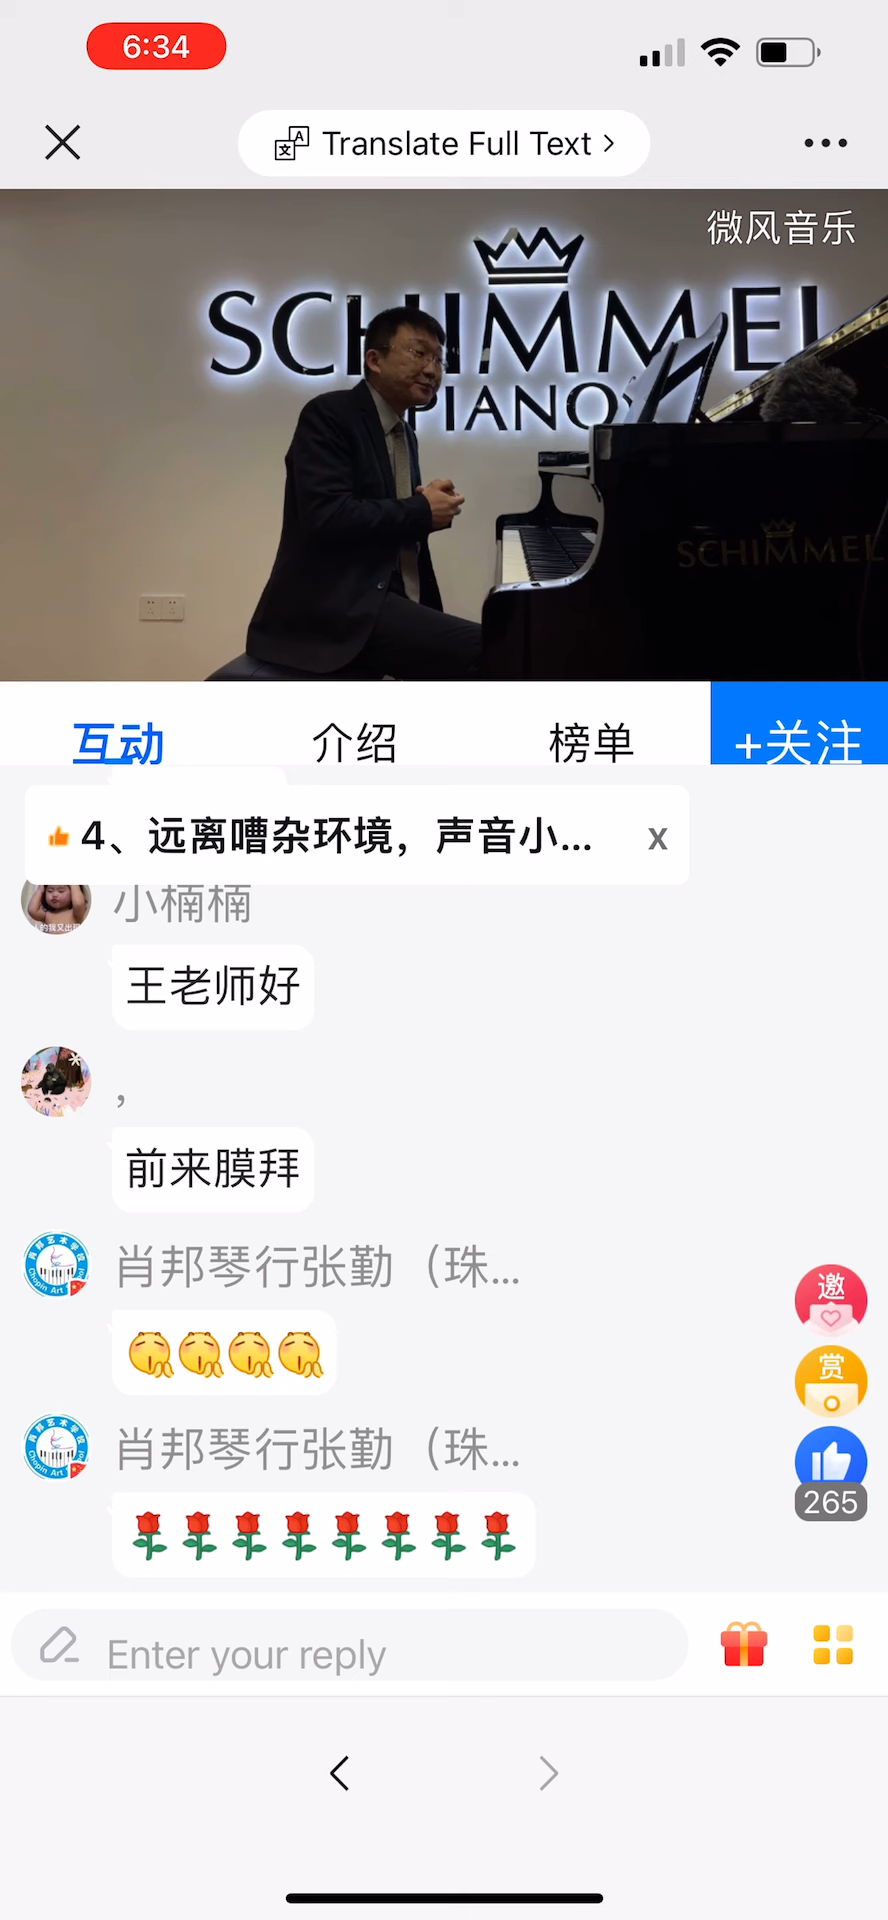 6:34
Translate Full Text >
微风音乐
SCHIMMEL
PIANOS
SCHIMMEL
互动
介绍
榜单
+关注
4、远离嘈杂环境，声音小...
x
小楠楠
王老师好
，
前来膜拜
肖邦琴行张勤（珠...
肖邦琴行张勤（珠...
邀
赏
265
Enter your reply